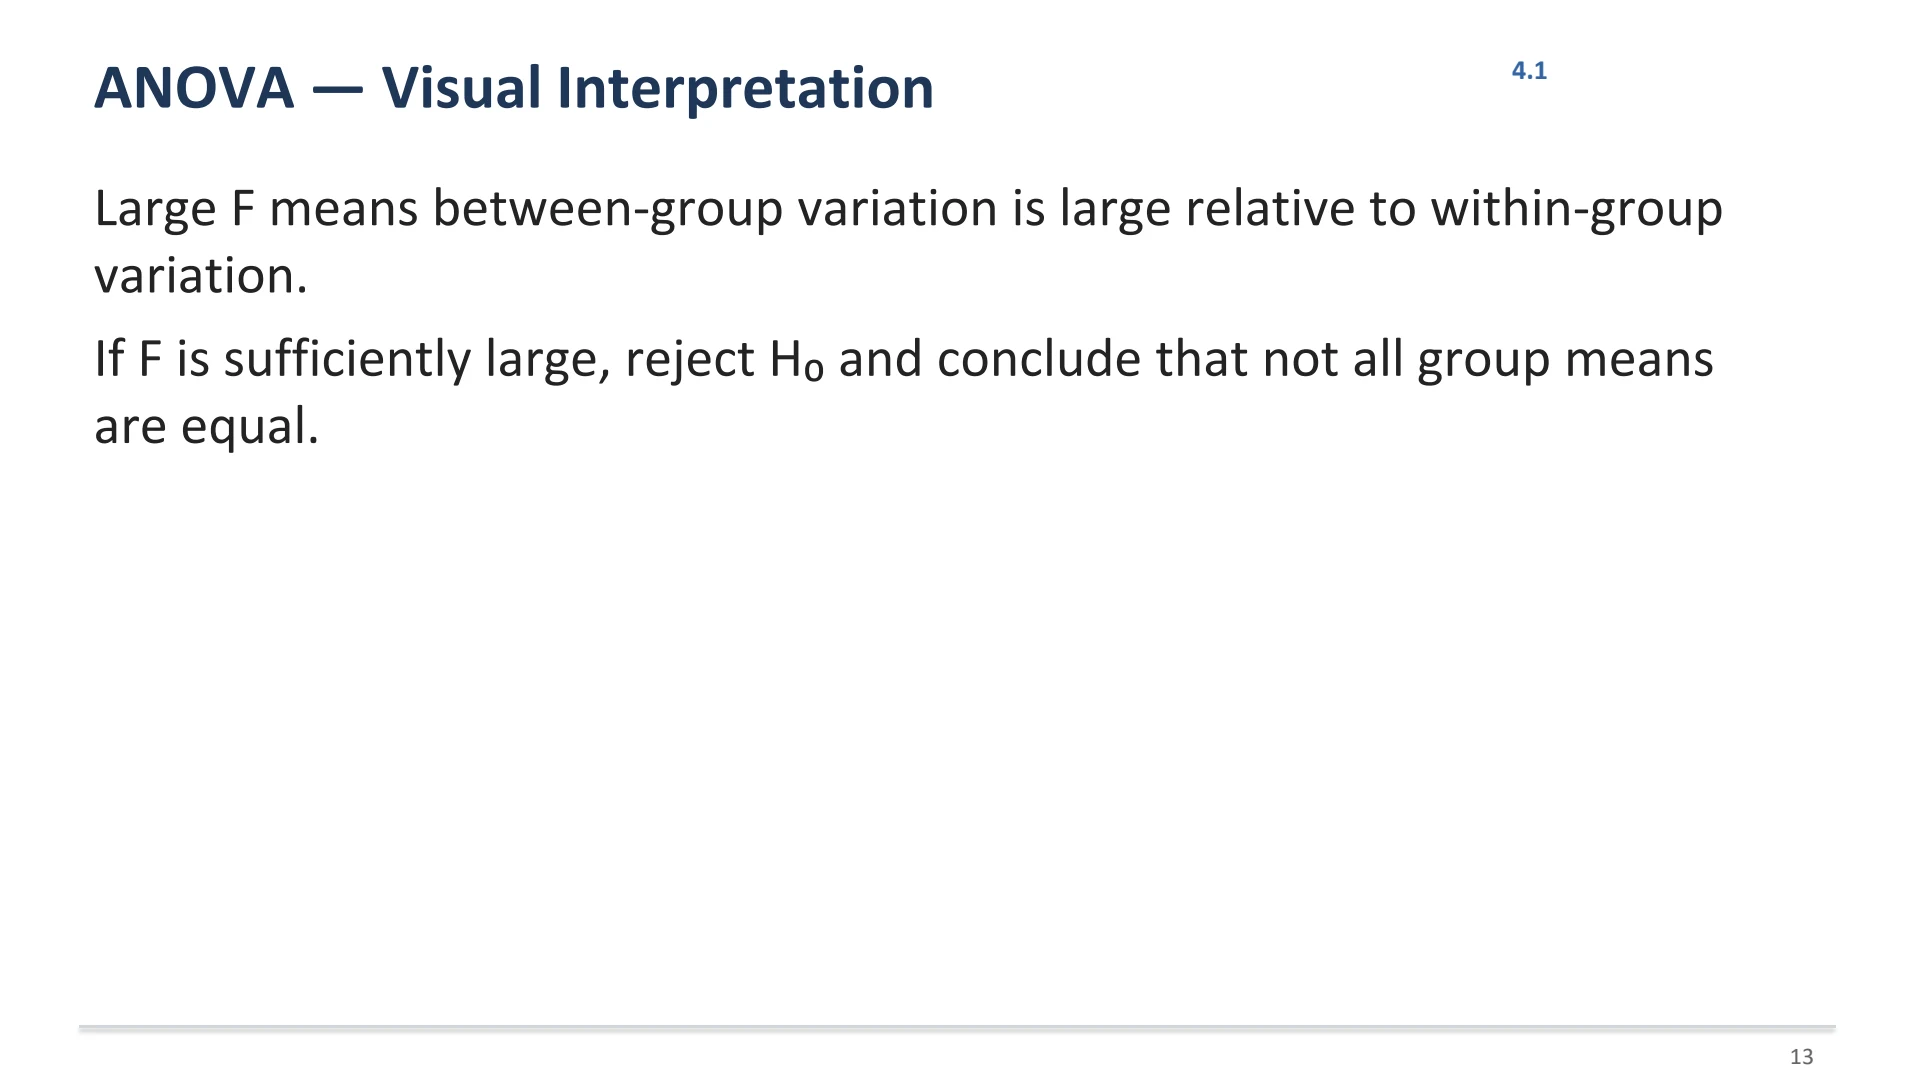 ANOVA — Visual Interpretation
4.1
Large F means between-group variation is large relative to within-group
variation.
If F is sufficiently large, reject H₀ and conclude that not all group means
are equal.
13